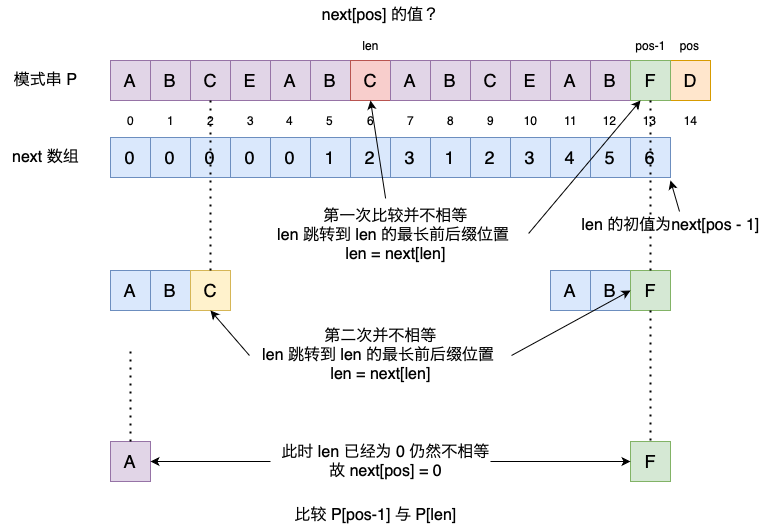 next[pos] 的值？
len pos-1 pos
模式串 P A B C E A B C A B C E A B F D
0 1 2 3 4 5 6 7 8 9 10 11 12 13 14
next 数组 0 0 0 0 0 1 2 3 1 2 3 4 5 6
第一次比较并不相等
len 跳转到 len 的最长前后缀位置
len = next[len]
len 的初值为next[pos - 1]
A B C A B F
第二次并不相等
len 跳转到 len 的最长前后缀位置
len = next[len]
A F
此时 len 已经为 0 仍然不相等
故 next[pos] = 0
比较 P[pos-1] 与 P[len]